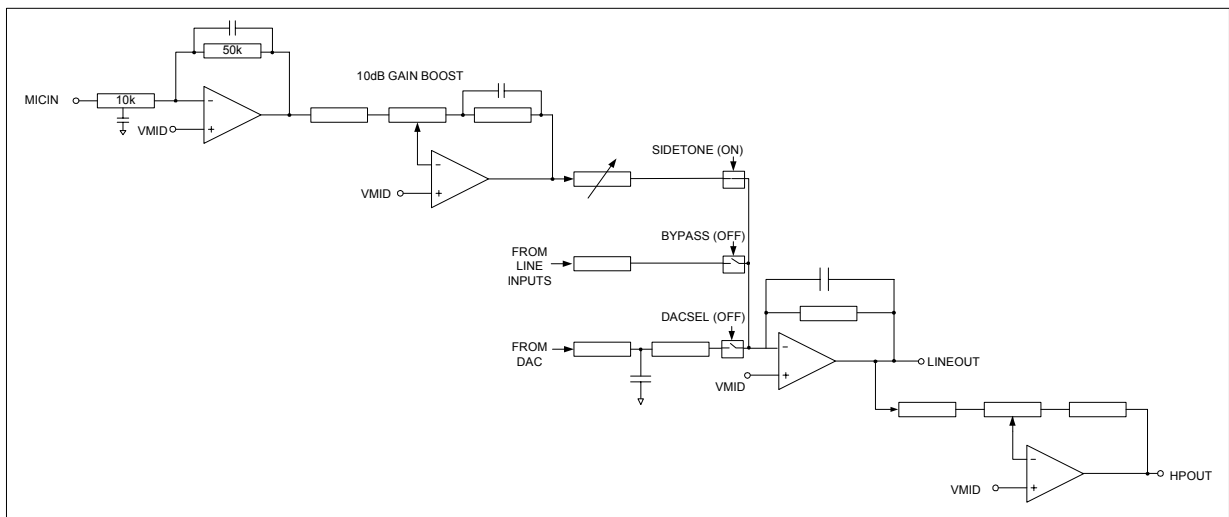 50k
10dB GAIN BOOST
MICIN
10k
VMID
SIDETONE (ON)
VMID
BYPASS (OFF)
FROM
LINE
INPUTS
DACSEL (OFF)
FROM
DAC
LINEOUT
VMID
HPOUT
VMID